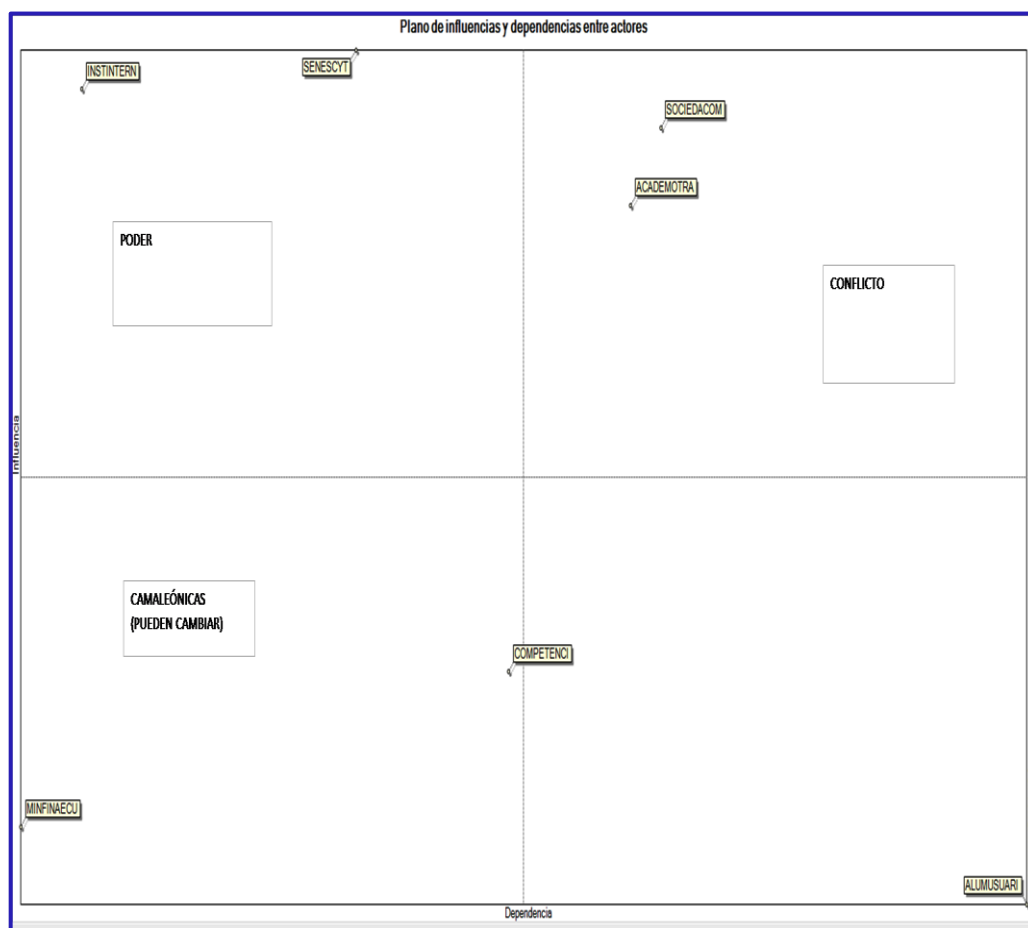 Plano de influencias y dependencias entre actores
INSTINTERN
SENESCYT
SOCIEDACOM
ACADEMOTRA
PODER
CONFLICTO
Influencia
CAMALEÓNICAS
(PUEDEN CAMBIAR)
COMPETENCI
MINFINAECU
ALUMUSUARI
Dependencia